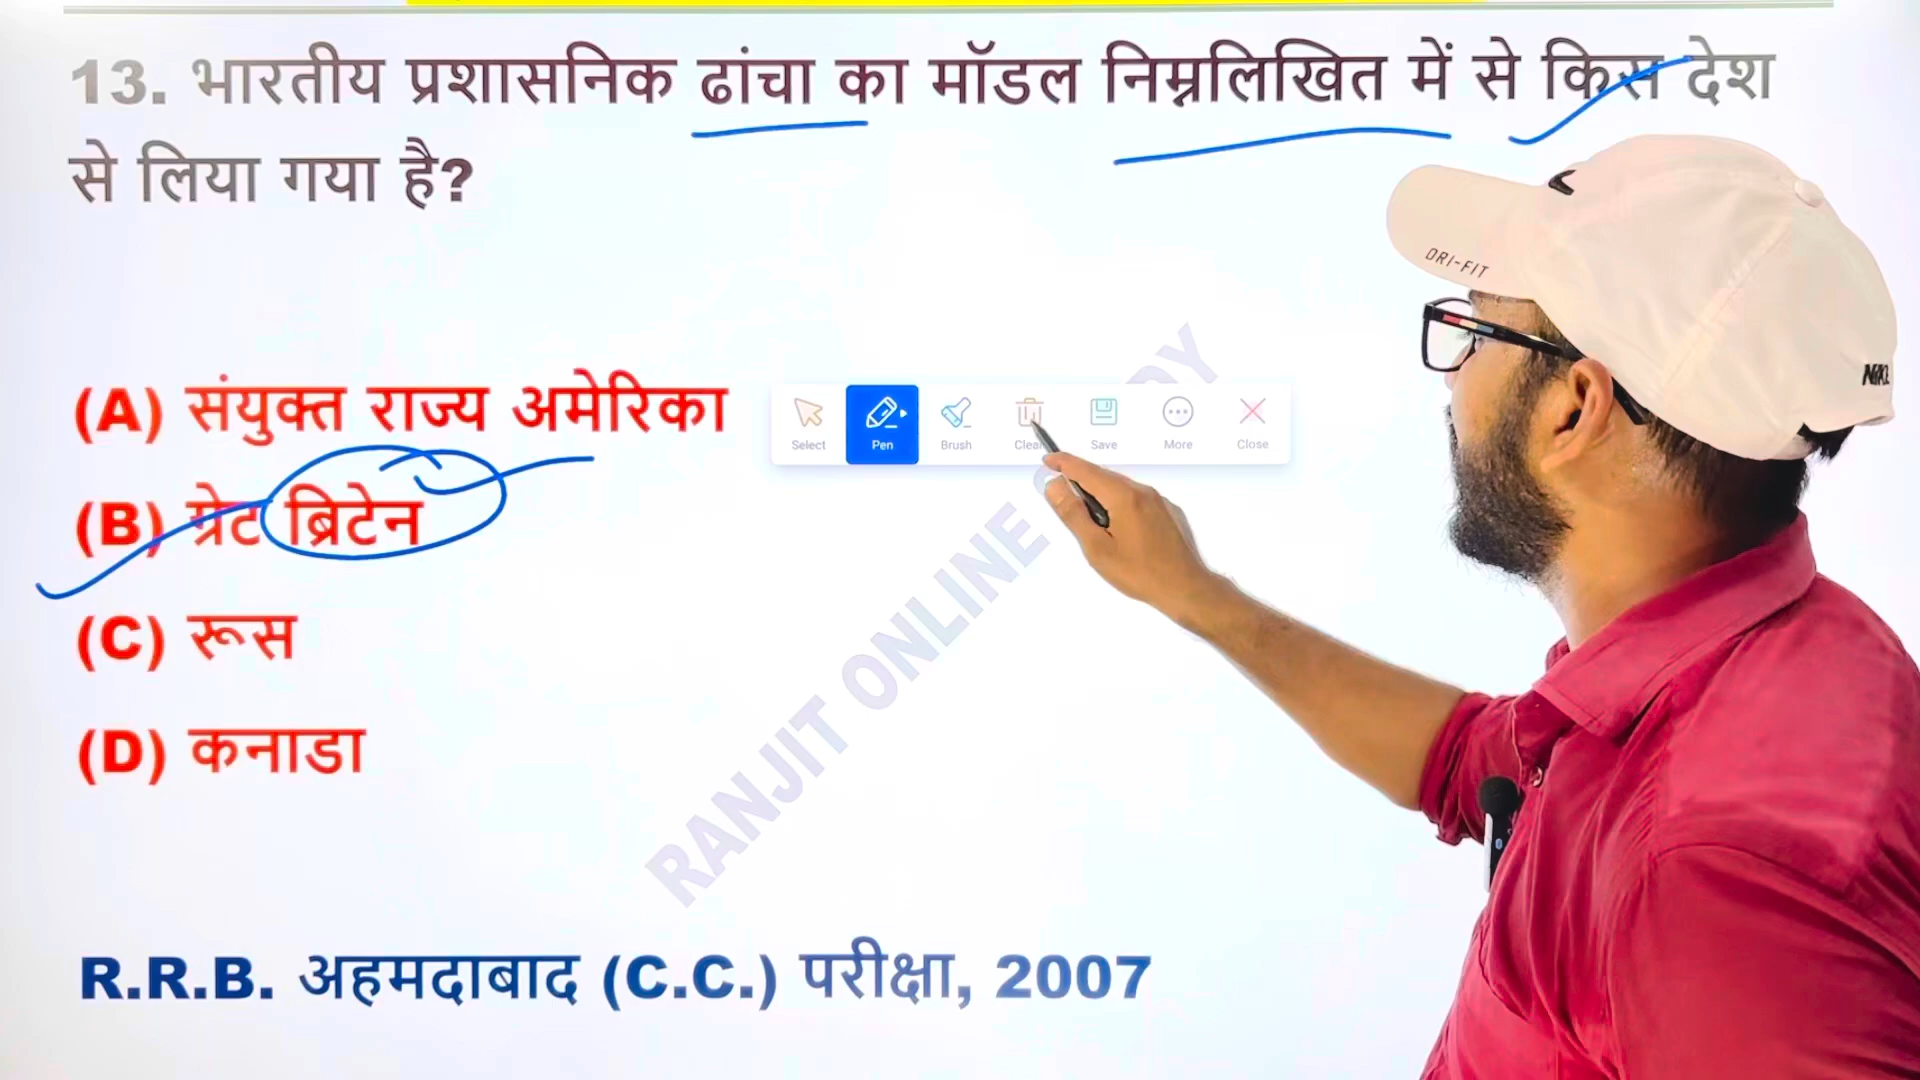 13. भारतीय प्रशासनिक ढांचा का मॉडल निम्नलिखित में से किस देश
से लिया गया है?
(A) संयुक्त राज्य अमेरिका
(B) ग्रेट ब्रिटेन
(C) रूस
(D) कनाडा
Select
Pen
Brush
Save
More
Close
RANJIT ONLINE
DRI-FIT
NIKE
R.R.B. अहमदाबाद (C.C.) परीक्षा, 2007